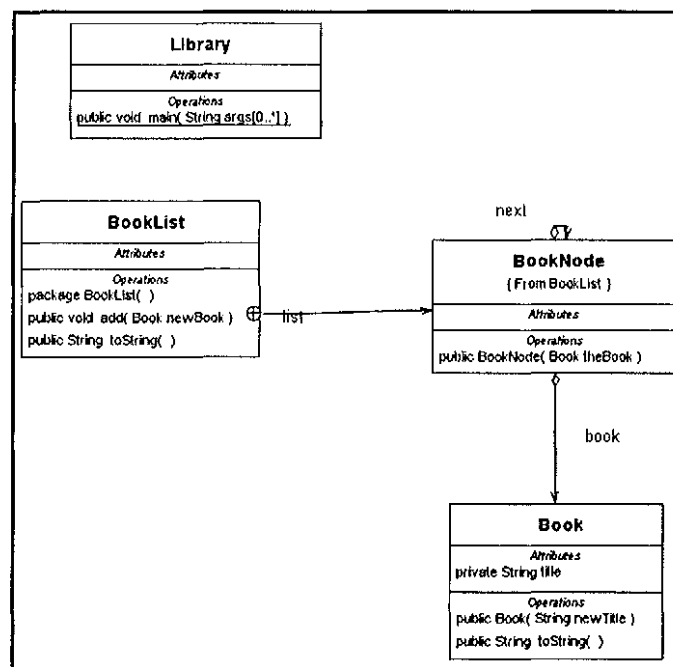 Library
Attributes
Operations
public void main( String args[0..*] )
BookList
Attributes
Operations
package BookList( )
public void add( Book newBook )
public String toString( )
list
next
BookNode
{ From BookList }
Attributes
Operations
public BookNode( Book theBook )
book
Book
Attributes
private String title
Operations
public Book( String newTitle )
public String toString( )